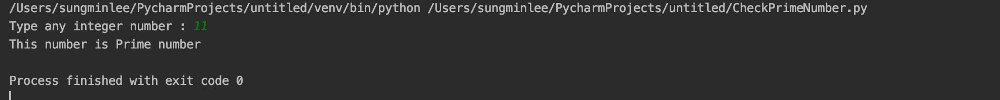 /Users/sungminlee/PycharmProjects/untitled/venv/bin/python /Users/sungminlee/PycharmProjects/untitled/CheckPrimeNumber.py
Type any integer number : 11
This number is Prime number
Process finished with exit code 0